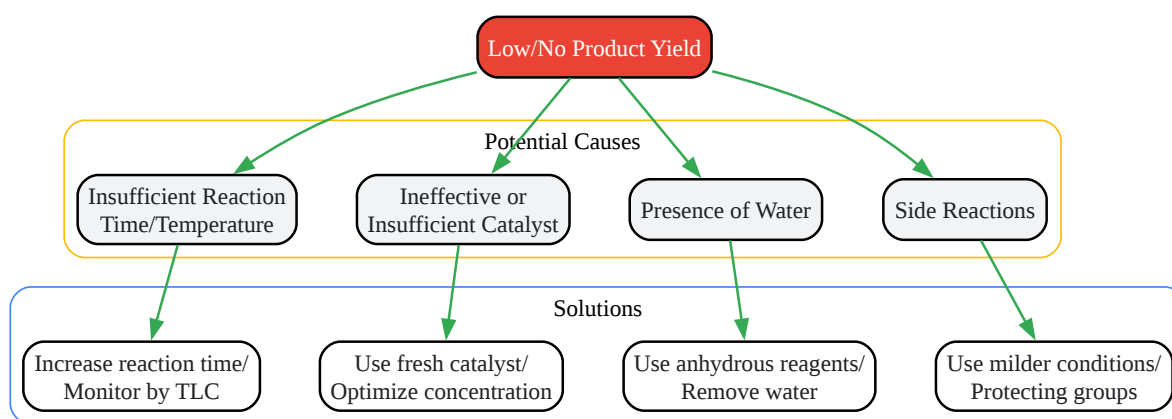 Low/No Product Yield
Potential Causes
Insufficient Reaction
Time/Temperature
Ineffective or
Insufficient Catalyst
Presence of Water
Side Reactions
Solutions
Increase reaction time/
Monitor by TLC
Use fresh catalyst/
Optimize concentration
Use anhydrous reagents/
Remove water
Use milder conditions/
Protecting groups